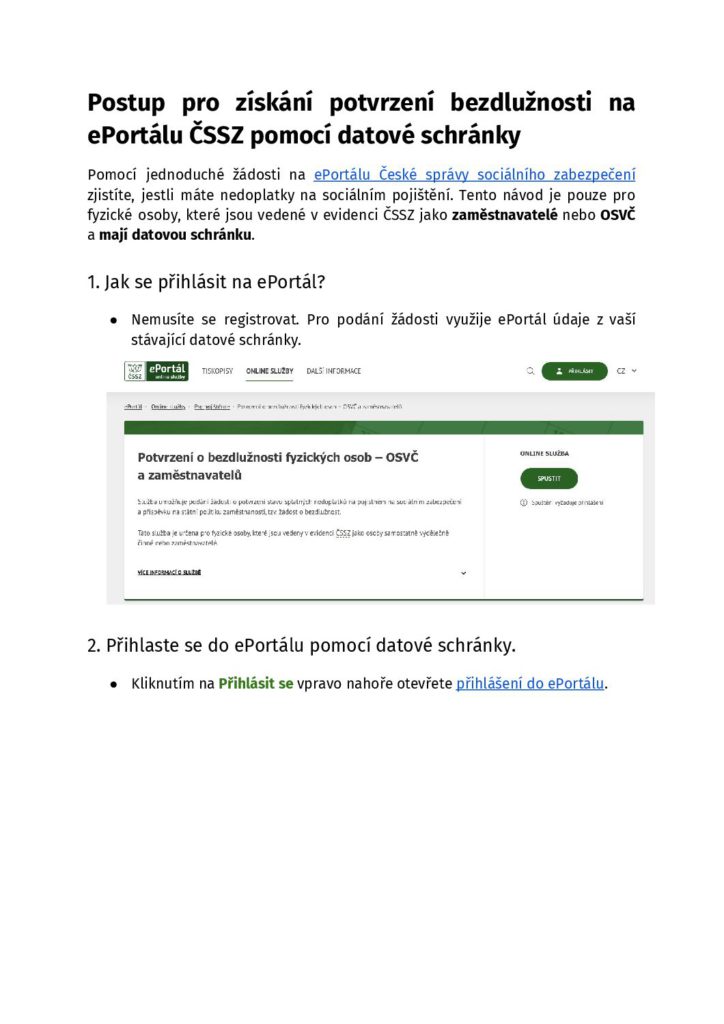 Postup pro získání potvrzení bezdlužnosti na
ePortálu ČSSZ pomocí datové schránky
Pomocí jednoduché žádosti na ePortálu České správy sociálního zabezpečení
zjistíte, jestli máte nedoplatky na sociálním pojištění. Tento návod je pouze pro
fyzické osoby, které jsou vedené v evidenci ČSSZ jako zaměstnavatelé nebo OSVČ
a mají datovou schránku.
1. Jak se přihlásit na ePortál?
● Nemusíte se registrovat. Pro podání žádosti využije ePortál údaje z vaší
stávající datové schránky.
ČSSZ ePortál online služby TISKOPISY ONLINE SLUŽBY DALŠÍ INFORMACE PŘIHLÁSIT CZ
ePortál Online služby Pro pojištěnce Potvrzení o bezdlužnosti fyzických osob – OSVČ a zaměstnavatelů
Potvrzení o bezdlužnosti fyzických osob – OSVČ
a zaměstnavatelů
ONLINE SLUŽBA
SPUSTIT
Spuštění vyžaduje přihlášení
Služba umožňuje podání žádosti o potvrzení stavu splatných nedoplatků na pojistném na sociálním zabezpečení
a příspěvku na státní politiku zaměstnanosti, tzv. žádost o bezdlužnost.
Tato služba je určena pro fyzické osoby, které jsou vedeny v evidenci ČSSZ jako osoby samostatně výdělečně
činné nebo zaměstnavatelé.
VÍCE INFORMACÍ O SLUŽBĚ
2. Přihlaste se do ePortálu pomocí datové schránky.
● Kliknutím na Přihlásit se vpravo nahoře otevřete přihlášení do ePortálu.